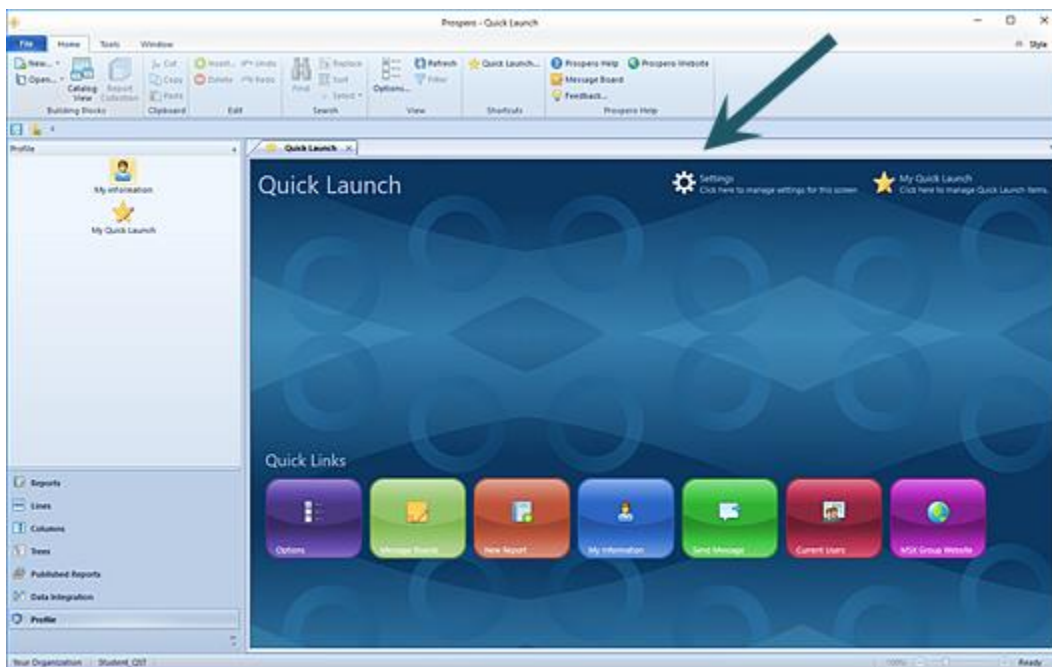 Prospero - Quick Launch
File Home Tools Window Style
New... Cut Insert... Undo Replace Refresh Quick Launch... Prospero Help Prospero Website
Open... Catalog View Report Collection Copy Delete Redo Find Sort Options... Filter Message Board
Paste Select Feedback...
Building Blocks Clipboard Edit Search View Shortcuts Prospero Help
Profile
Quick Launch
My Information
My Quick Launch
Quick Launch
Settings
Click here to manage settings for this screen
My Quick Launch
Click here to manage Quick Launch items.
Quick Links
Options
Message Boards
New Report
My Information
Send Message
Current Users
MSX Group Website
Reports
Lines
Columns
Trees
Published Reports
Data Integration
Profile
Your Organization Student_QST
100%
Ready